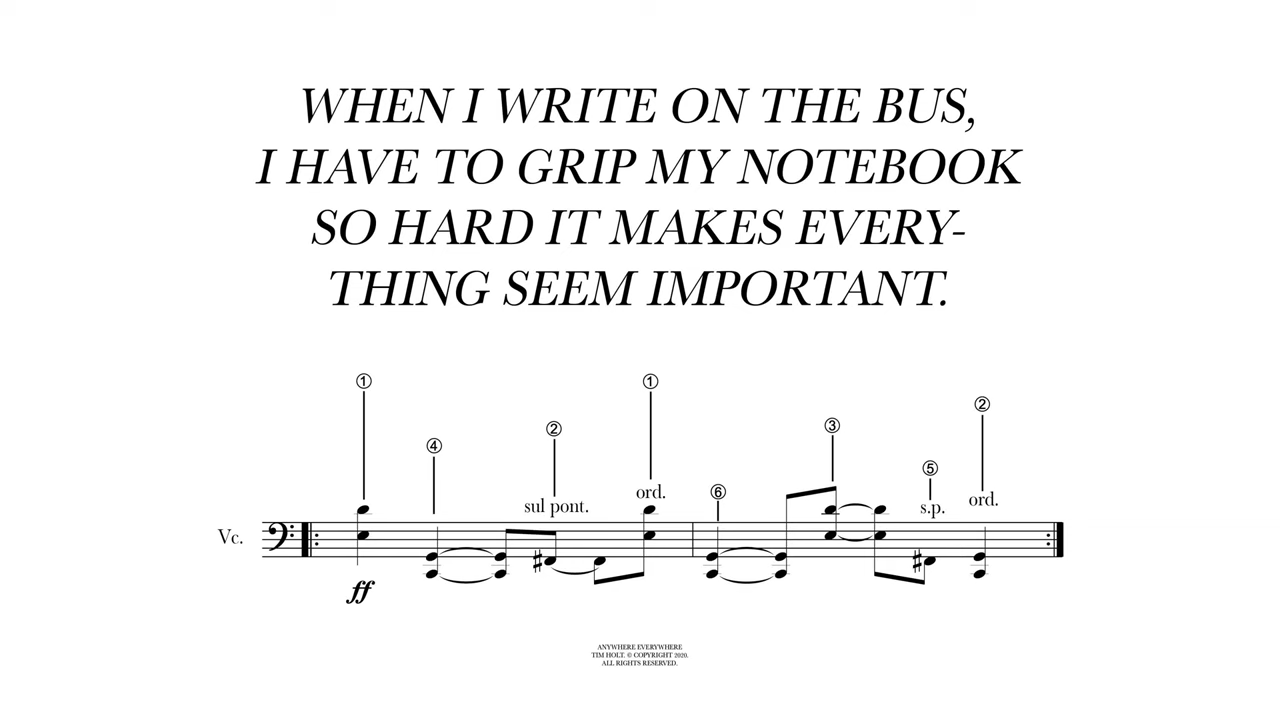 WHEN I WRITE ON THE BUS,
I HAVE TO GRIP MY NOTEBOOK
SO HARD IT MAKES EVERY-
THING SEEM IMPORTANT.
① ① 
② 
③ 
② 
④ 
⑤ 
⑥ 
ord.
ord.
sul pont.
s.p.
Vc.
ff
ANYWHERE EVERYWHERE
TIM HOLT. © COPYRIGHT 2020.
ALL RIGHTS RESERVED.